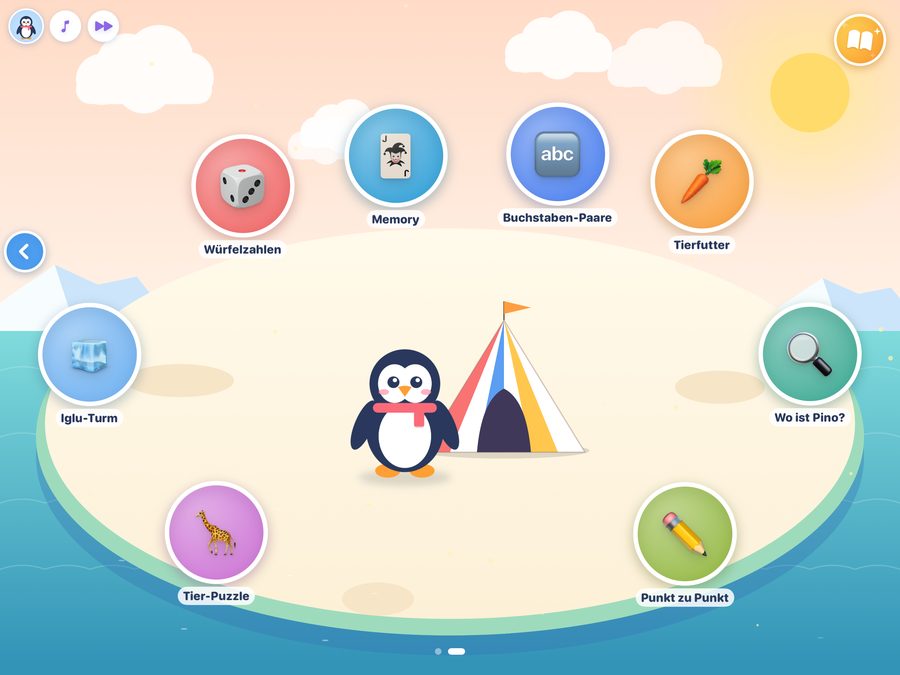 Memory
Buchstaben-Paare
abc
J
J
Würfelzahlen
Tierfutter
Iglu-Turm
Wo ist Pino?
Tier-Puzzle
Punkt zu Punkt